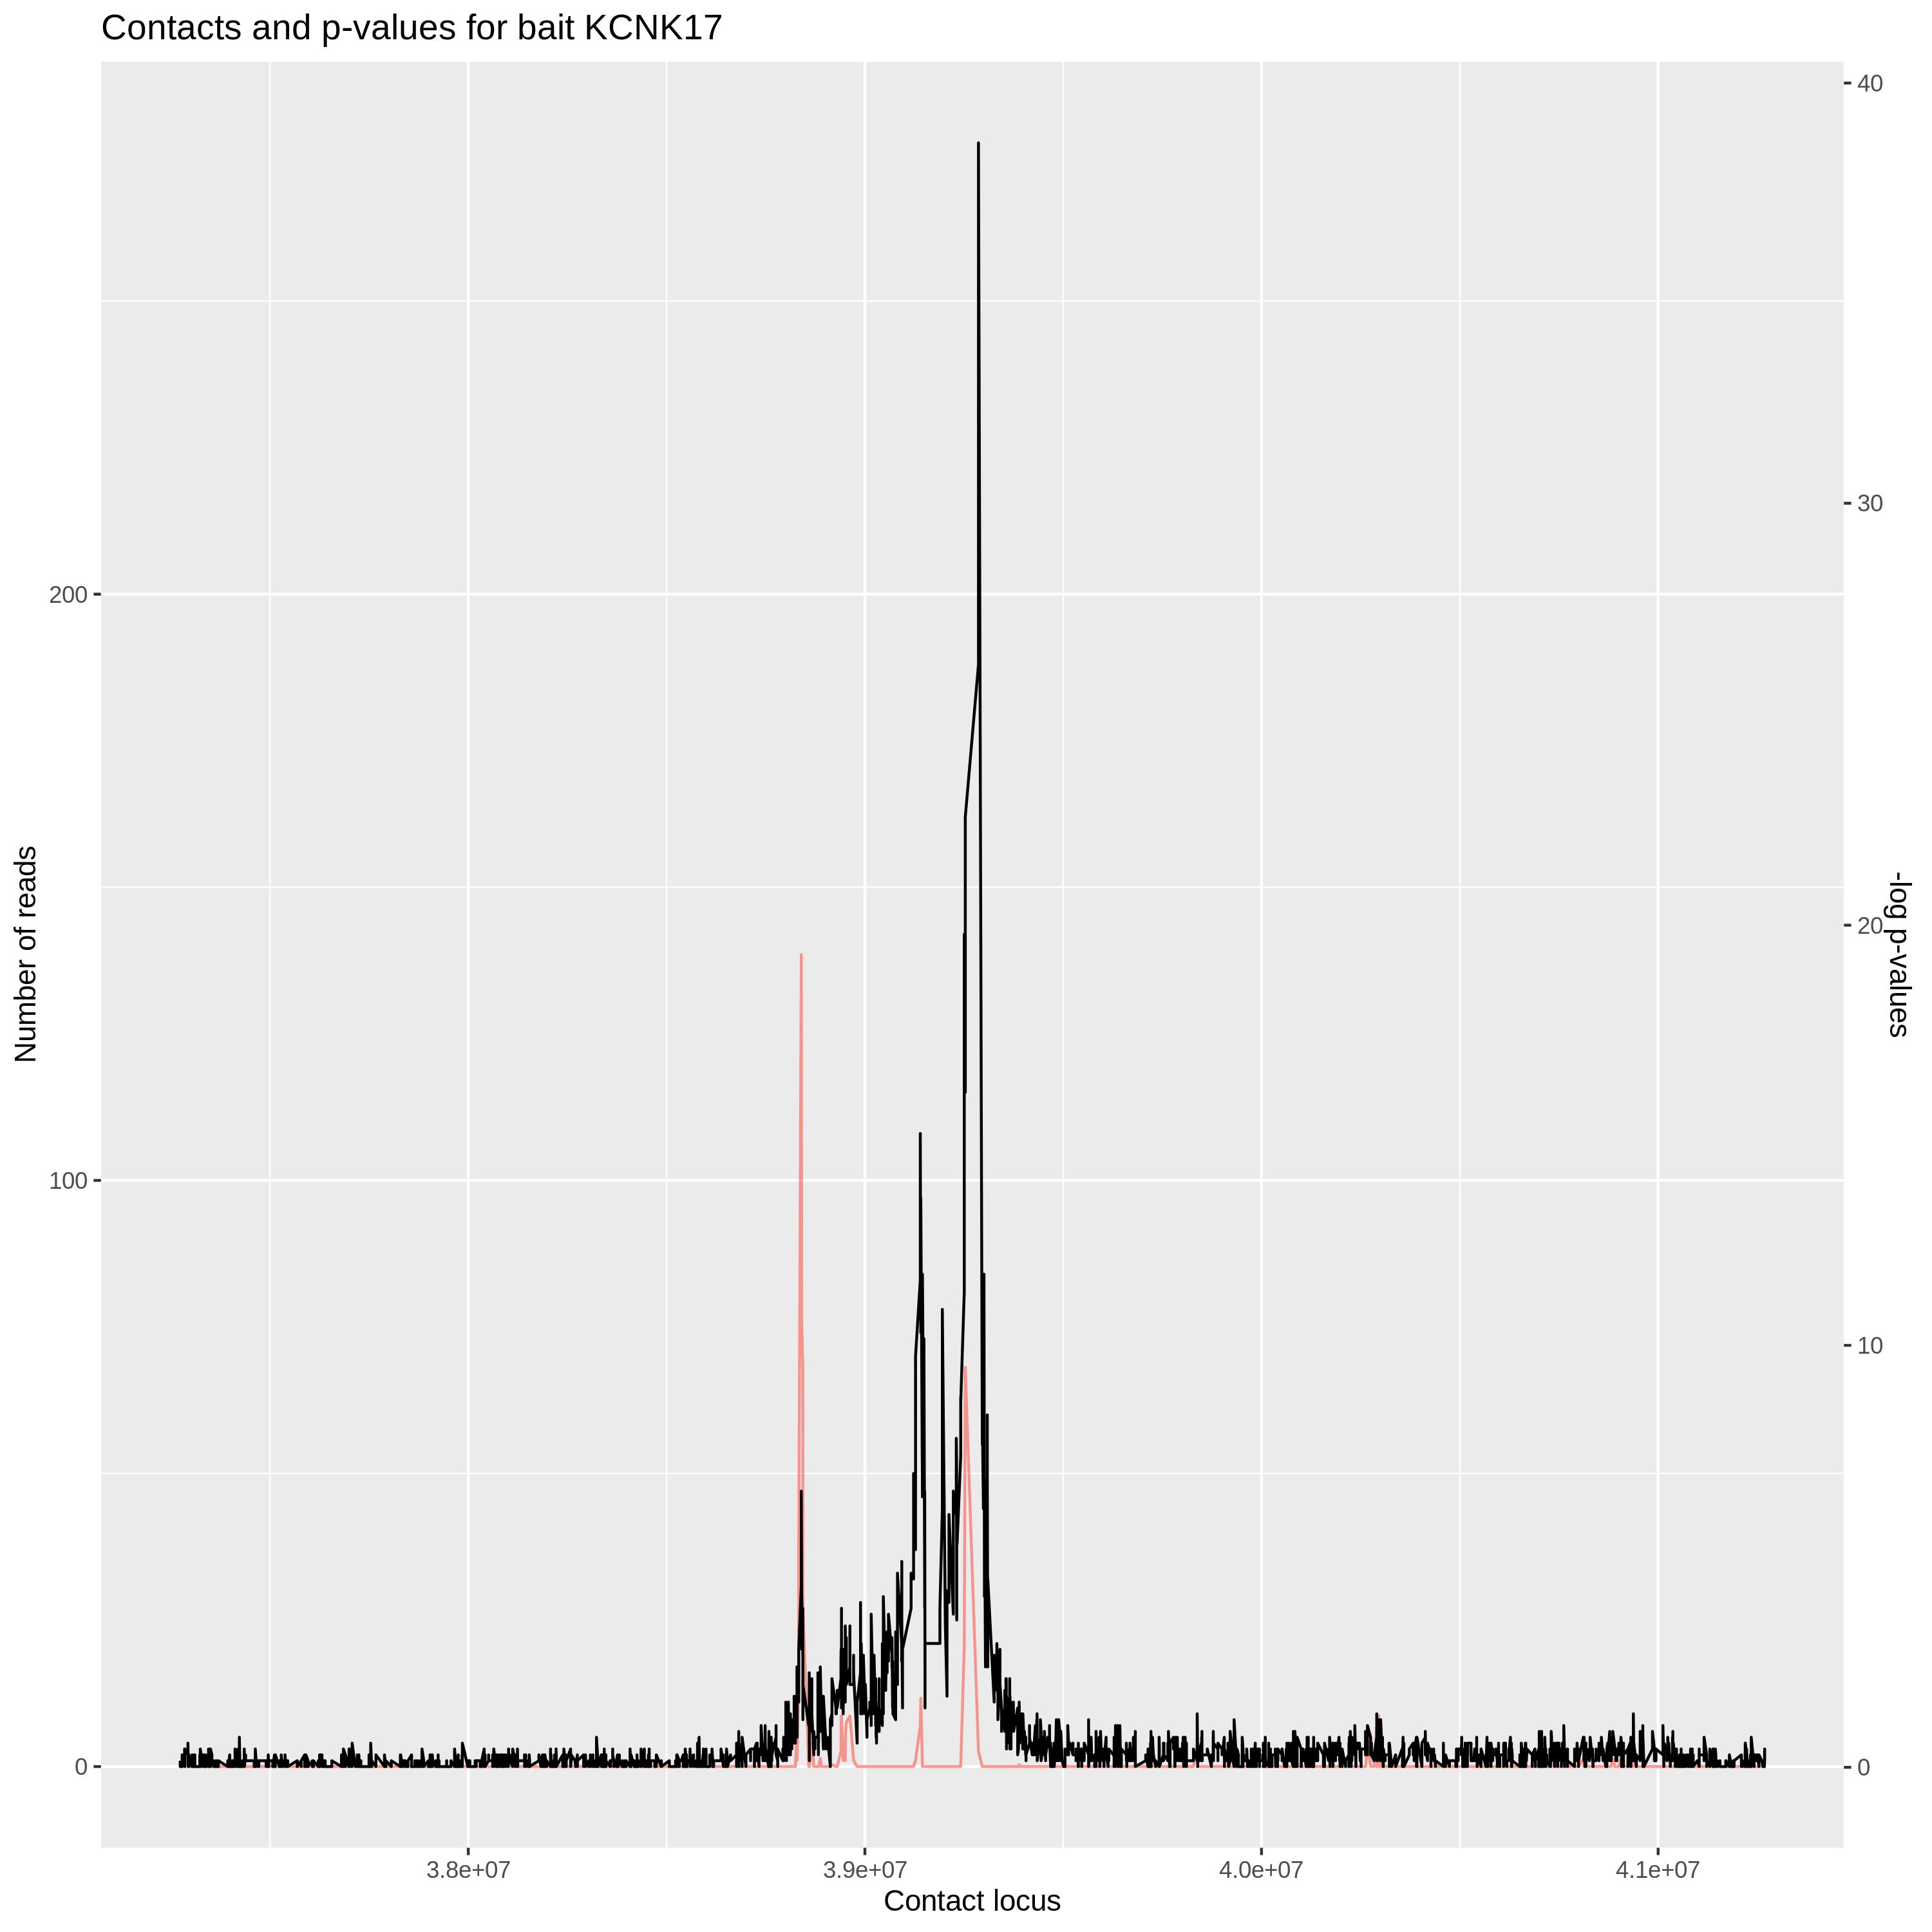 Contacts and p-values for bait KCNK17
Number of reads
200
100
0
40
30
20
10
0
-log p-values
3.8e+07
3.9e+07
4.0e+07
4.1e+07
Contact locus